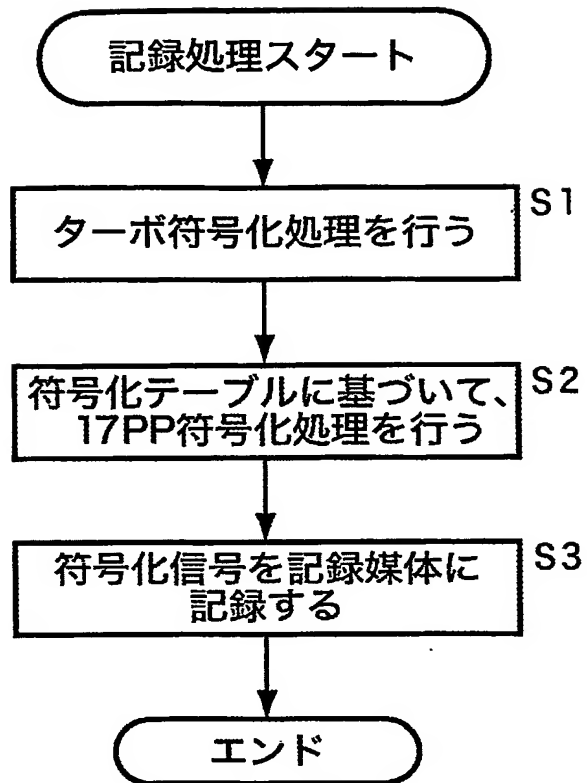 記録処理スタート
S1
ターボ符号化処理を行う
S2
符号化テーブルに基づいて、
17PP符号化処理を行う
S3
符号化信号を記録媒体に
記録する
エンド